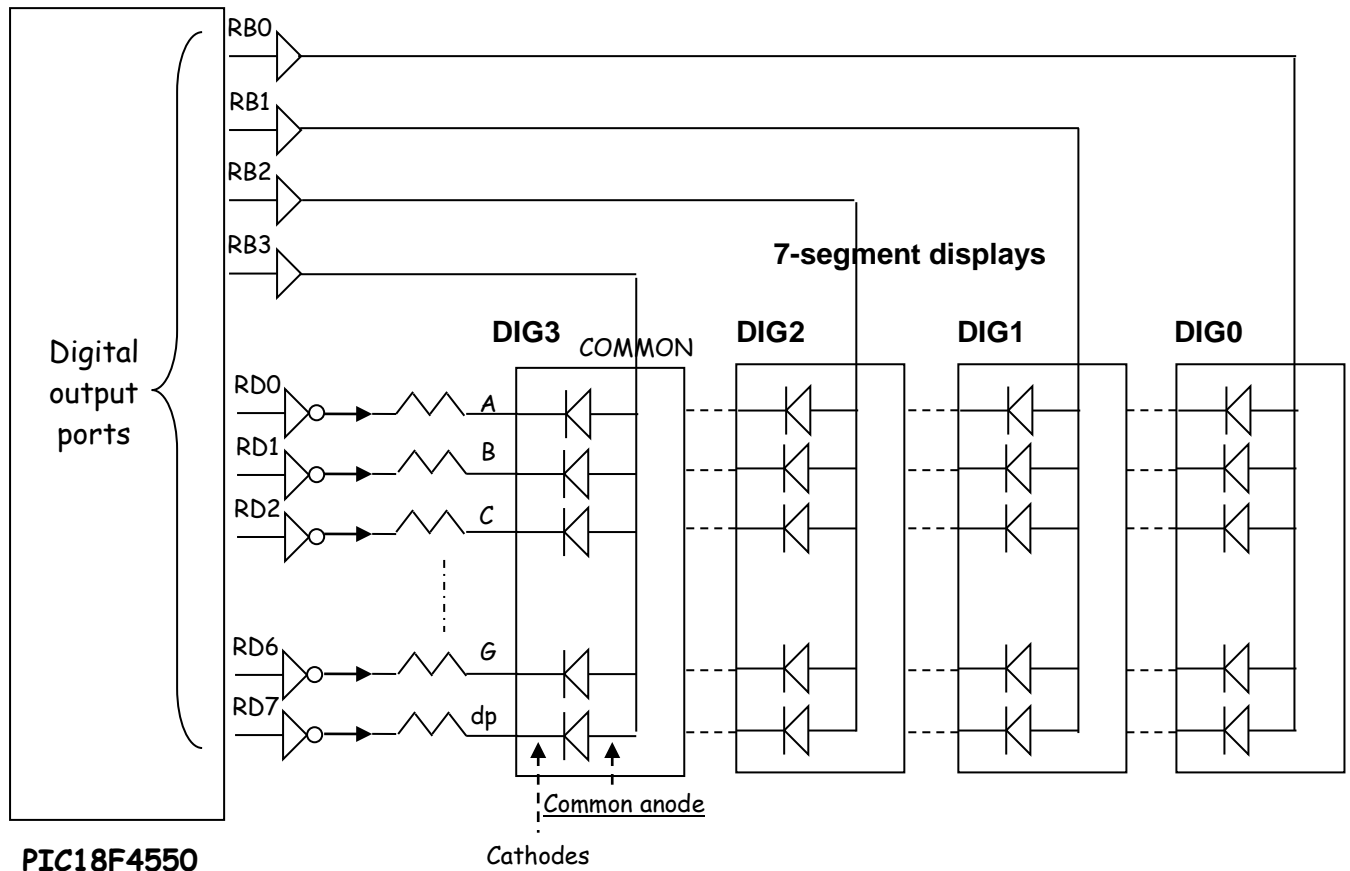 RB0
RB1
RB2
RB3
7-segment displays
DIG3
DIG2
DIG1
DIG0
COMMON
Digital
output
ports
RD0
A
RD1
B
RD2
C
RD6
G
RD7
dp
Common anode
Cathodes
PIC18F4550